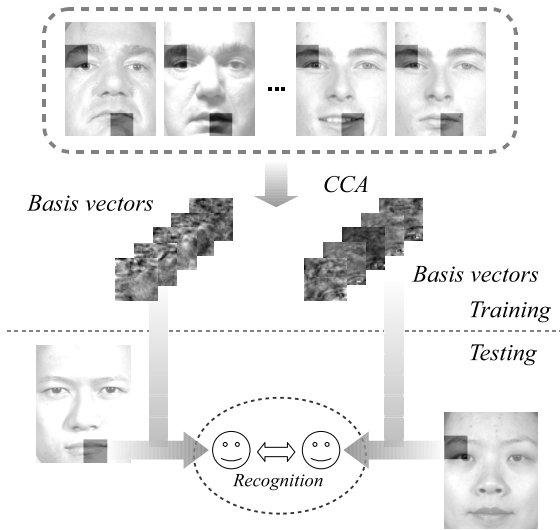 ...
CCA
Basis vectors
Basis vectors
Training
Testing
Recognition